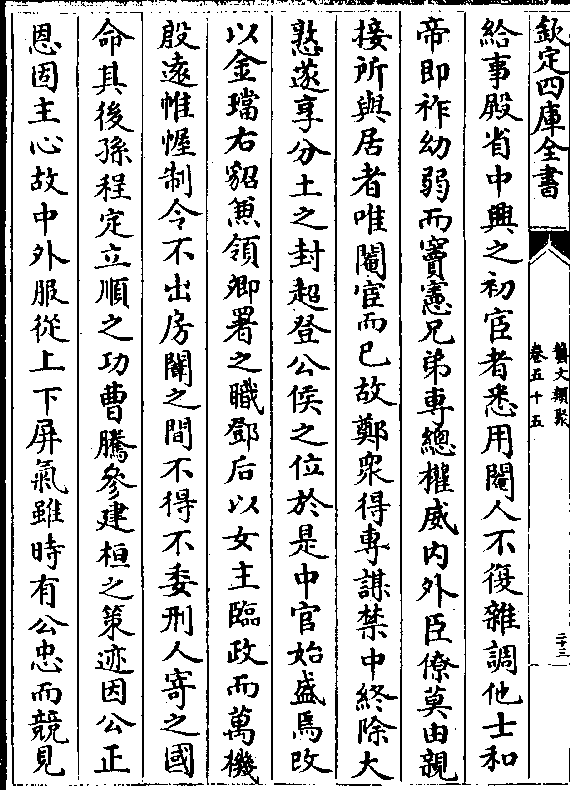 欽定四庫全書
藝文類聚
卷五十五
二十三
給事殿省中興之初宦者悉用閹人不復雜調他士和
帝即祚幼弱而竇憲兄弟專總權威内外臣僚莫由親
接所與居者唯閹宦而已故鄭衆得專謀禁中終除大
憝遂享分土之封超登公侯之位於是中官始盛焉改
以金璫右貂兼領卿署之職鄧后以女主臨政而萬機
殷遠帷幄制令不出房闈之間不得不委刑人寄之國
命其後孫程定立順之功曹騰參建桓之策迹因公正
恩固主心故中外服從上下屏氣雖時有公忠而競見